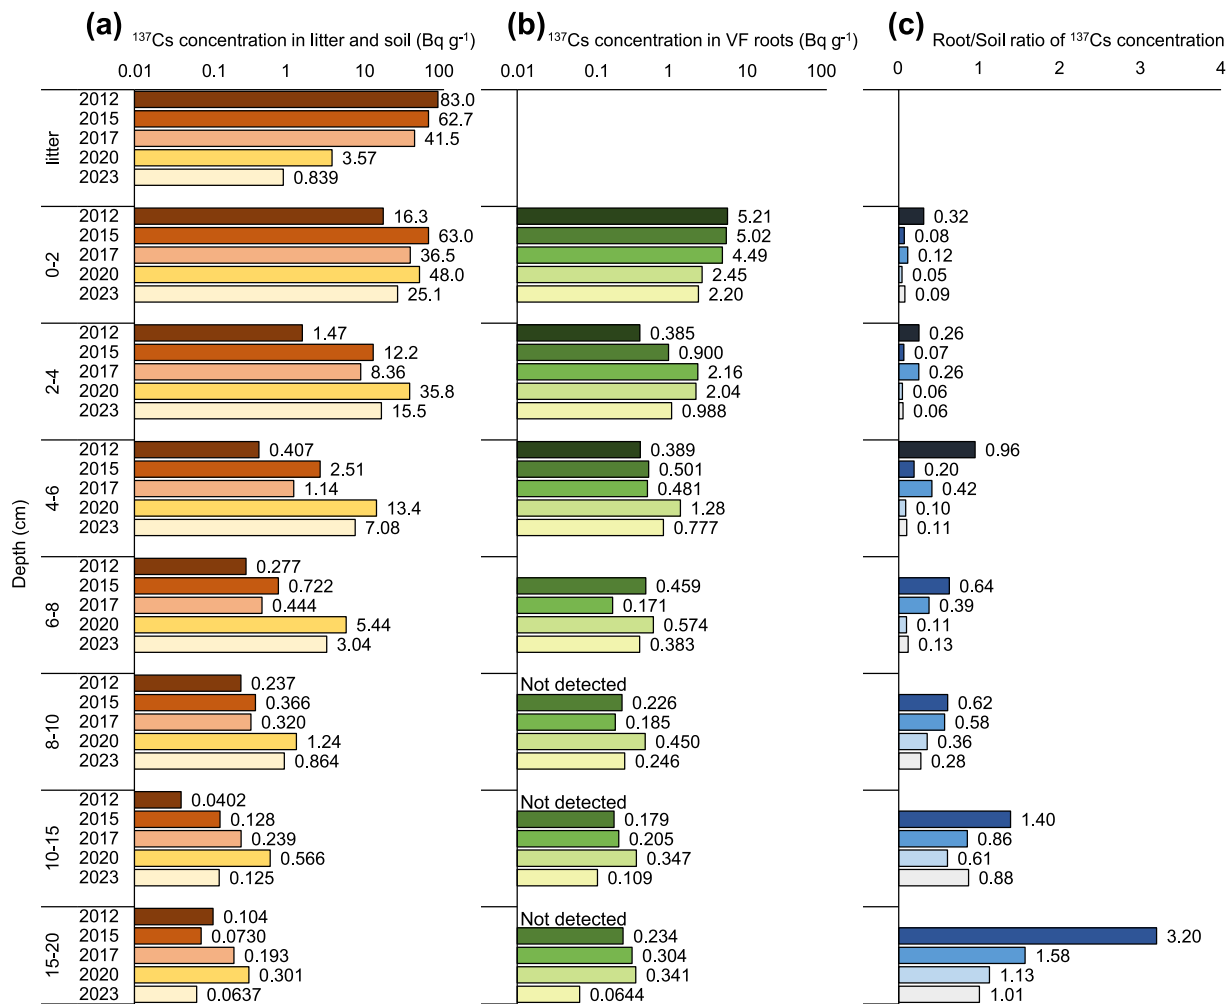 (a) ¹³⁷Cs concentration in litter and soil (Bq g⁻¹)
0.01 0.1 1 10 100
(b) ¹³⁷Cs concentration in VF roots (Bq g⁻¹)
0.01 0.1 1 10 100
(c) Root/Soil ratio of ¹³⁷Cs concentration
0 1 2 3 4
Depth (cm)
litter
2012 83.0
2015 62.7
2017 41.5
2020 3.57
2023 0.839
0-2
2012 16.3 5.21 0.32
2015 63.0 5.02 0.08
2017 36.5 4.49 0.12
2020 48.0 2.45 0.05
2023 25.1 2.20 0.09
2-4
2012 1.47 0.385 0.26
2015 12.2 0.900 0.07
2017 8.36 2.16 0.26
2020 35.8 2.04 0.06
2023 15.5 0.988 0.06
4-6
2012 0.407 0.389 0.96
2015 2.51 0.501 0.20
2017 1.14 0.481 0.42
2020 13.4 1.28 0.10
2023 7.08 0.777 0.11
6-8
2012 0.277
2015 0.722 0.459 0.64
2017 0.444 0.171 0.39
2020 5.44 0.574 0.11
2023 3.04 0.383 0.13
8-10
2012 0.237 Not detected
2015 0.366 0.226 0.62
2017 0.320 0.185 0.58
2020 1.24 0.450 0.36
2023 0.864 0.246 0.28
10-15
2012 0.0402 Not detected
2015 0.128 0.179 1.40
2017 0.239 0.205 0.86
2020 0.566 0.347 0.61
2023 0.125 0.109 0.88
15-20
2012 0.104 Not detected
2015 0.0730 0.234 3.20
2017 0.193 0.304 1.58
2020 0.301 0.341 1.13
2023 0.0637 0.0644 1.01